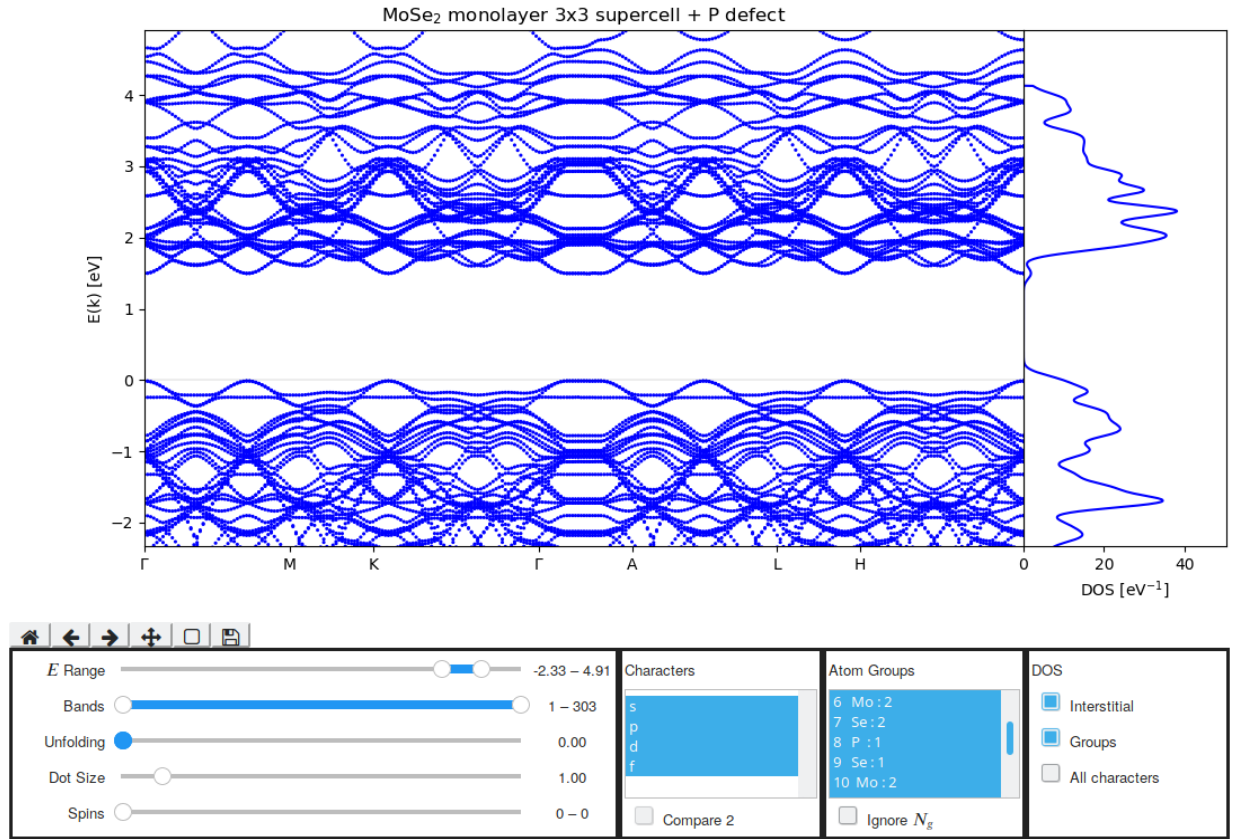 MoSe₂ monolayer 3x3 supercell + P defect
E(k) [eV]
4
3
2
1
0
−1
−2
Γ M K Γ A L H 0 20 40
DOS [eV⁻¹]
E Range -2.33 – 4.91
Bands 1 – 303
Unfolding 0.00
Dot Size 1.00
Spins 0 – 0
Characters
s
p
d
f
Compare 2
Atom Groups
6 Mo : 2
7 Se : 2
8 P : 1
9 Se : 1
10 Mo : 2
Ignore N_g
DOS
Interstitial
Groups
All characters